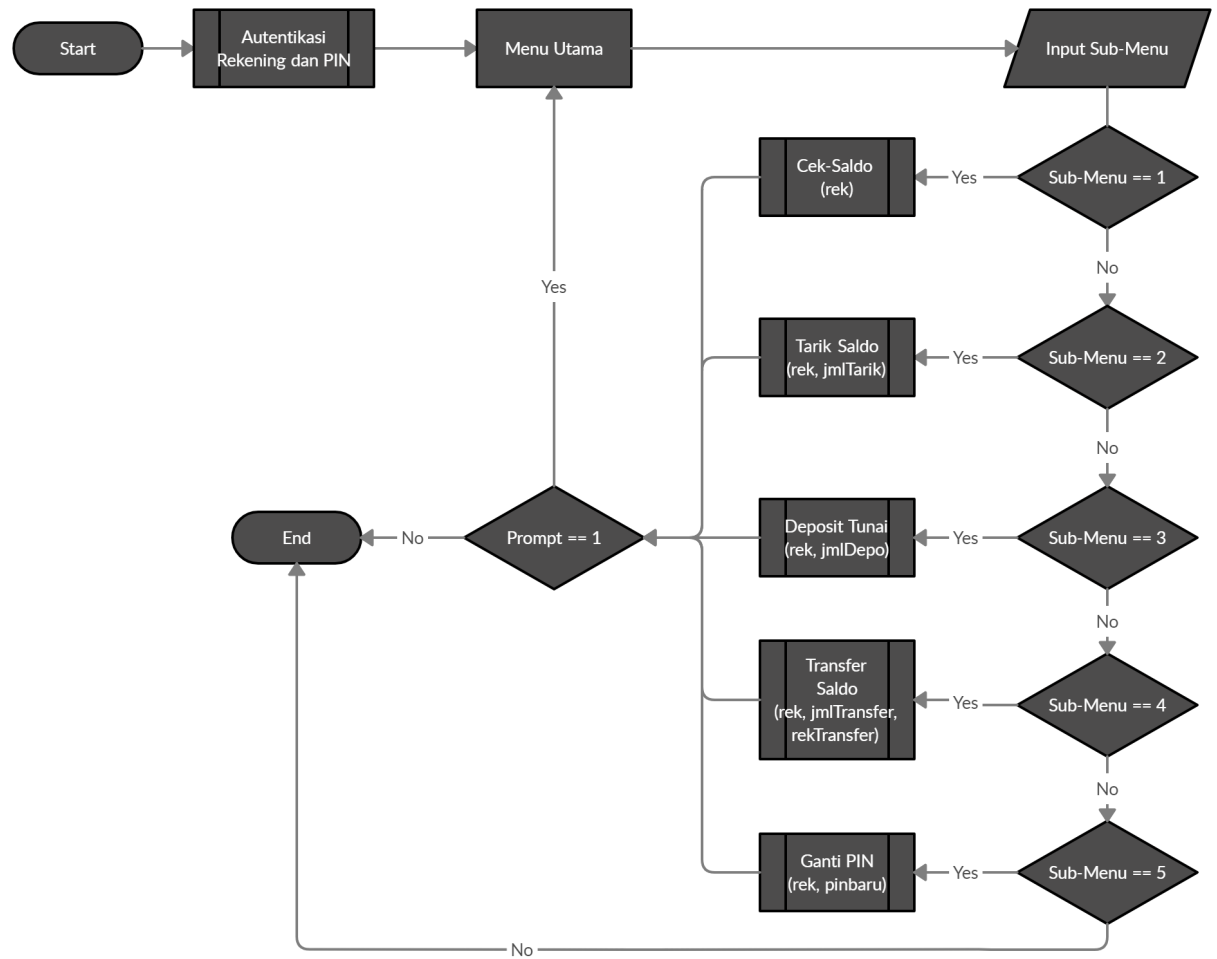 Start
Autentikasi
Rekening dan PIN
Menu Utama
Input Sub-Menu
Cek-Saldo
(rek)
Yes
Sub-Menu == 1
No
Yes
Tarik Saldo
(rek, jmlTarik)
Yes
Sub-Menu == 2
No
End
No
Prompt == 1
Deposit Tunai
(rek, jmlDepo)
Yes
Sub-Menu == 3
No
Transfer
Saldo
(rek, jmlTransfer,
rekTransfer)
Yes
Sub-Menu == 4
No
Ganti PIN
(rek, pinbaru)
Yes
Sub-Menu == 5
No